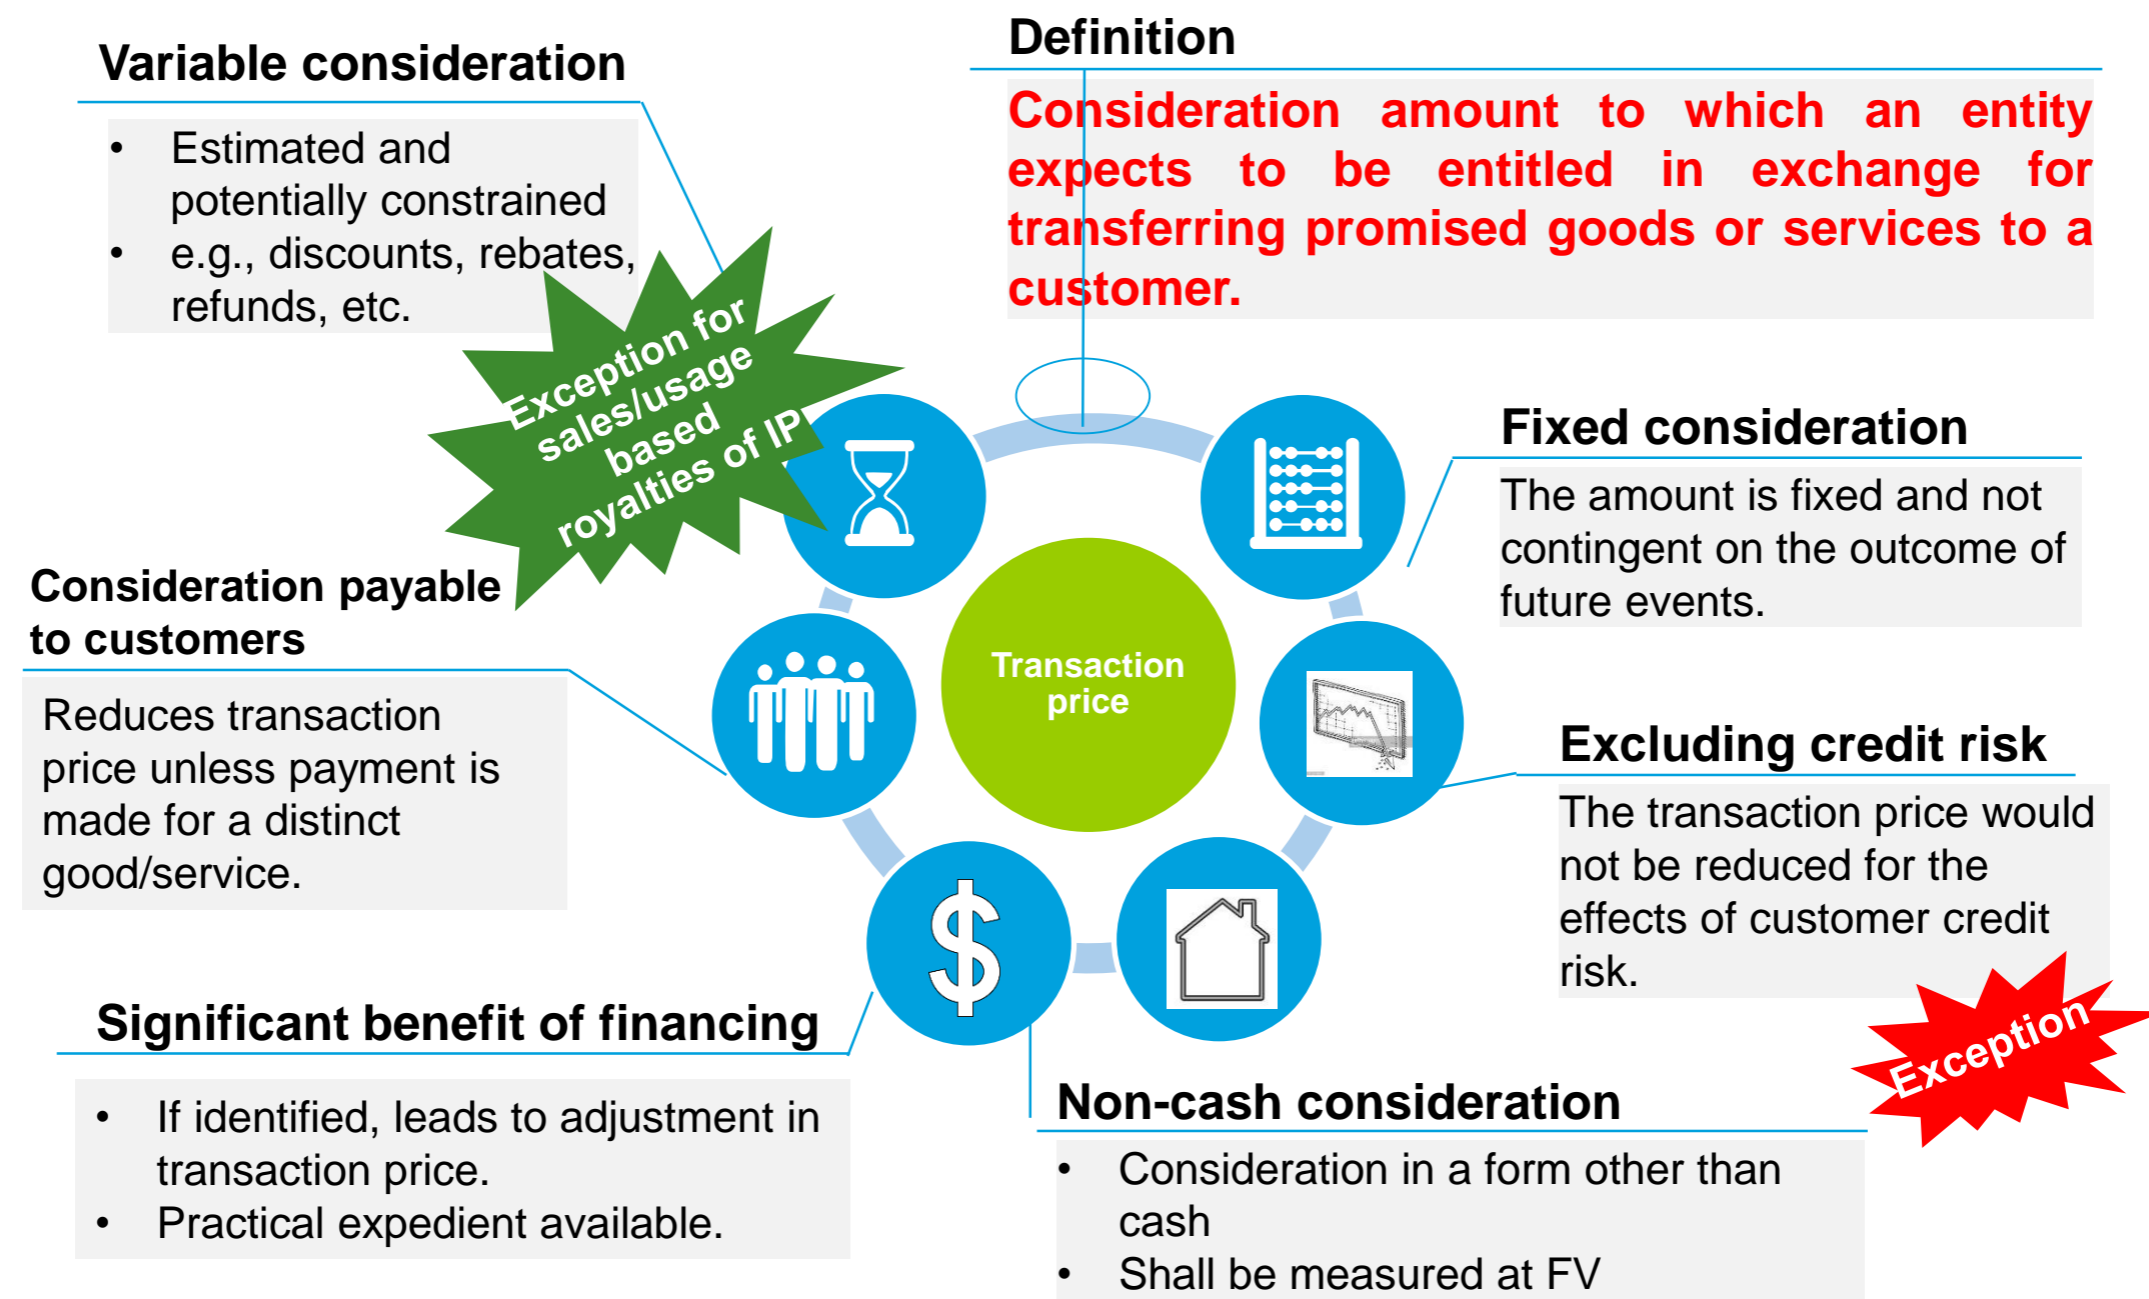 Variable consideration
• Estimated and
potentially constrained
• e.g., discounts, rebates,
refunds, etc.
Exception for
sales/usage
based
royalties of IP
Definition
Consideration amount to which an entity
expects to be entitled in exchange for
transferring promised goods or services to a
customer.
Fixed consideration
The amount is fixed and not
contingent on the outcome of
future events.
Consideration payable
to customers
Reduces transaction
price unless payment is
made for a distinct
good/service.
Transaction
price
Excluding credit risk
The transaction price would
not be reduced for the
effects of customer credit
risk.
Exception
Significant benefit of financing
• If identified, leads to adjustment in
transaction price.
• Practical expedient available.
$
Non-cash consideration
• Consideration in a form other than
cash
• Shall be measured at FV